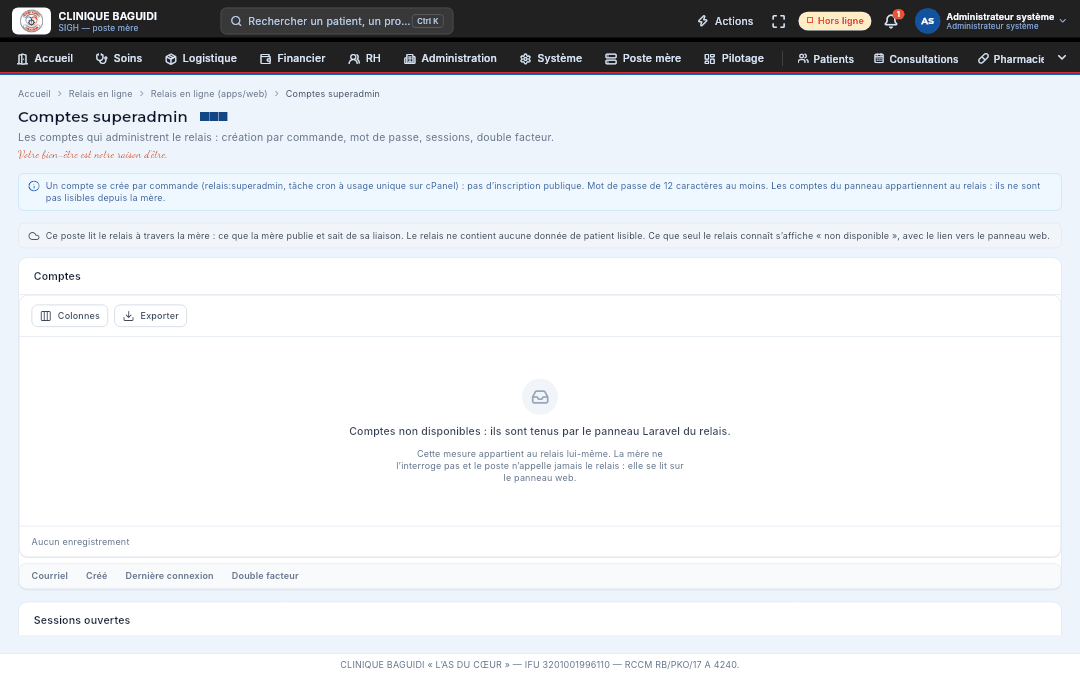 CLINIQUE BAGUIDI
SIGH — poste mère
Rechercher un patient, un pro... Ctrl K
Actions
Hors ligne
1
AS
Administrateur système
Administrateur système
Accueil
Soins
Logistique
Financier
RH
Administration
Système
Poste mère
Pilotage
Patients
Consultations
Pharmacie
Accueil > Relais en ligne > Relais en ligne (apps/web) > Comptes superadmin
Comptes superadmin
Les comptes qui administrent le relais : création par commande, mot de passe, sessions, double facteur.
Votre bien-être est notre raison d'être.
Un compte se crée par commande (relais:superadmin, tâche cron à usage unique sur cPanel) : pas d'inscription publique. Mot de passe de 12 caractères au moins. Les comptes du panneau appartiennent au relais : ils ne sont
pas lisibles depuis la mère.
Ce poste lit le relais à travers la mère : ce que la mère publie et sait de sa liaison. Le relais ne contient aucune donnée de patient lisible. Ce que seul le relais connaît s'affiche « non disponible », avec le lien vers le panneau web.
Comptes
Colonnes
Exporter
Comptes non disponibles : ils sont tenus par le panneau Laravel du relais.
Cette mesure appartient au relais lui-même. La mère ne
l'interroge pas et le poste n'appelle jamais le relais : elle se lit sur
le panneau web.
Aucun enregistrement
Courriel Créé Dernière connexion Double facteur
Sessions ouvertes
CLINIQUE BAGUIDI « L'AS DU CŒUR » — IFU 3201001996110 — RCCM RB/PKO/17 A 4240.